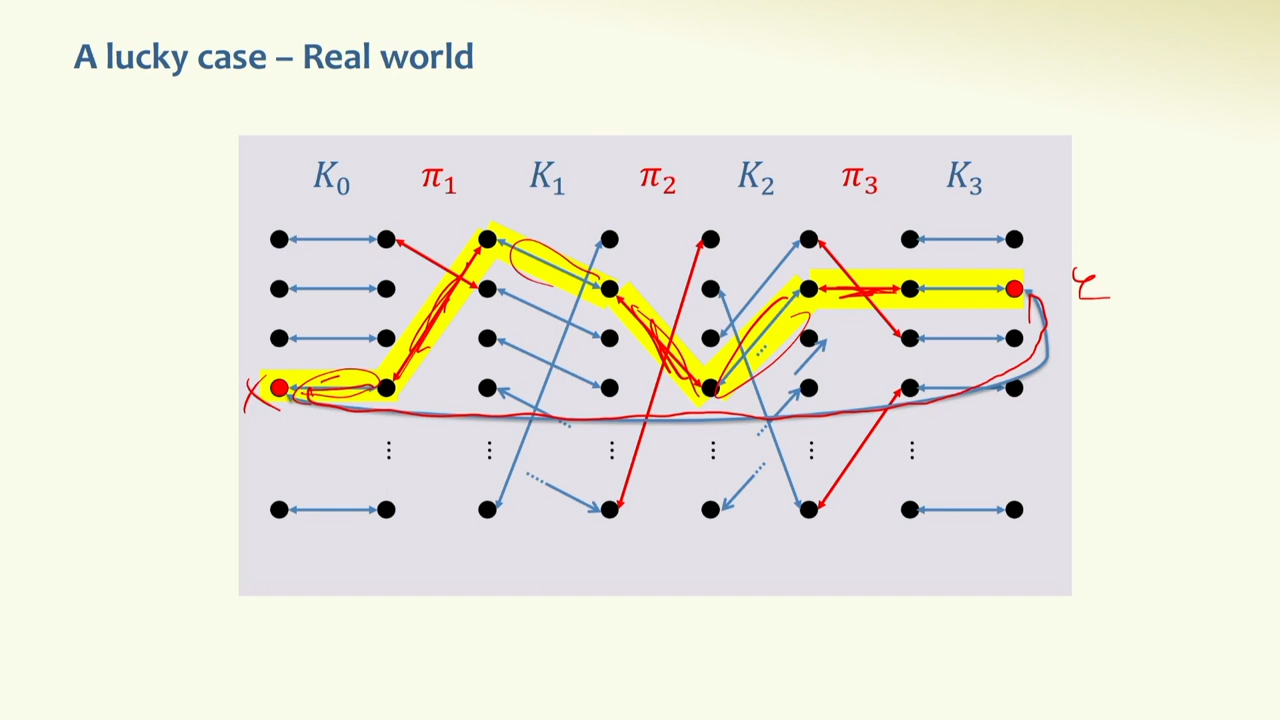 A lucky case – Real world
K₀ π₁ K₁ π₂ K₂ π₃ K₃
x